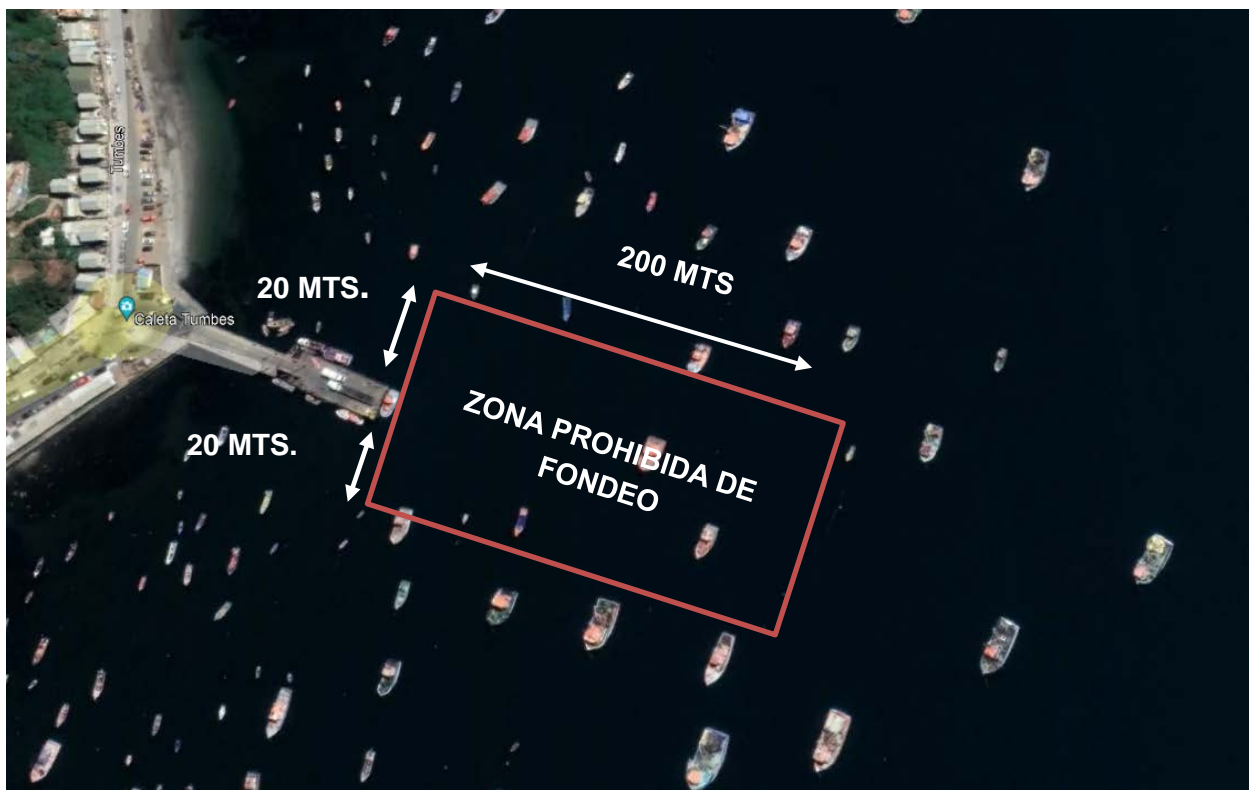 Tumbes
200 MTS
20 MTS.
Caleta Tumbes
ZONA PROHIBIDA DE
FONDEO
20 MTS.